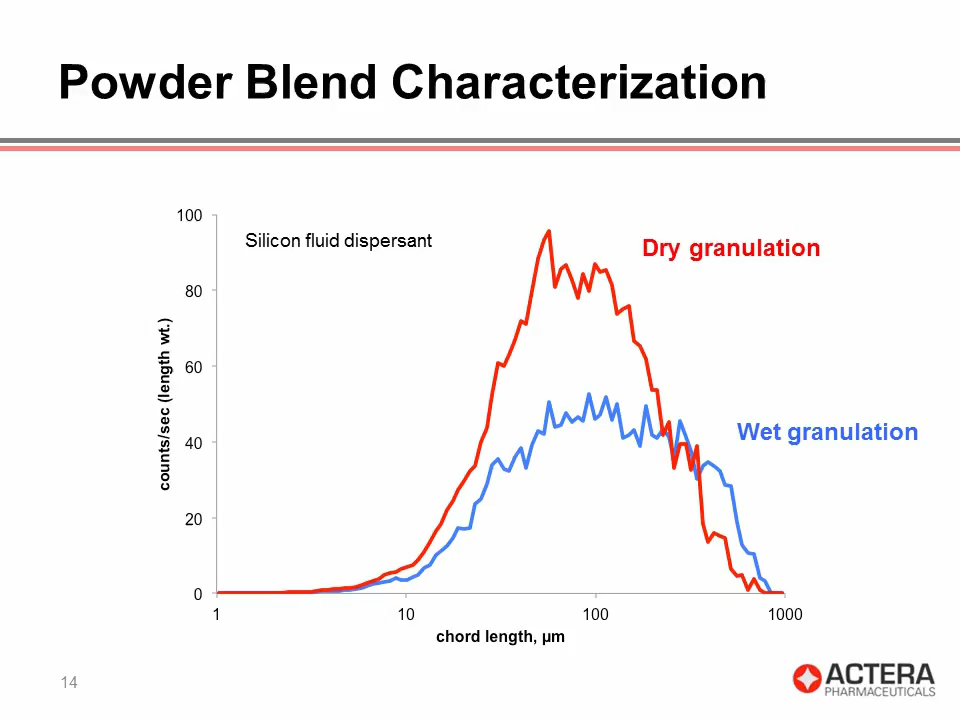 Powder Blend Characterization
100
80
60
40
20
0
counts/sec (length wt.)
Silicon fluid dispersant
Dry granulation
Wet granulation
1
10
100
1000
chord length, µm
14
ACTERA
PHARMACEUTICALS